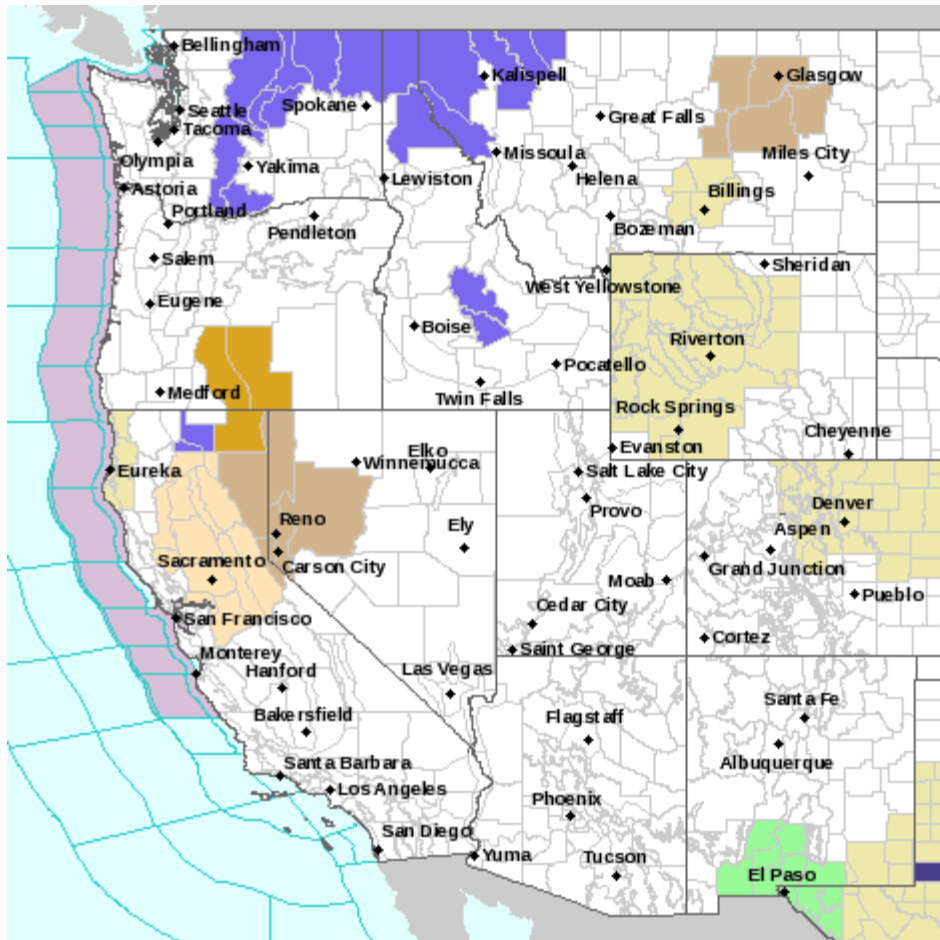 Bellingham
Kalispell
Glasgow
Spokane
Seattle
Great Falls
Tacoma
Olympia
Missoula
Miles City
Yakima
Helena
Lewiston
Astoria
Billings
Portland
Pendleton
Bozeman
Salem
Sheridan
West Yellowstone
Eugene
Boise
Riverton
Pocatello
Medford
Twin Falls
Rock Springs
Cheyenne
Elko
Evanston
Eureka
Winnemucca
Salt Lake City
Denver
Provo
Reno
Aspen
Ely
Sacramento
Carson City
Grand Junction
Moab
Pueblo
Cedar City
San Francisco
Cortez
Saint George
Monterey
Hanford
Las Vegas
Santa Fe
Bakersfield
Flagstaff
Albuquerque
Santa Barbara
Los Angeles
Phoenix
San Diego
Yuma
Tucson
El Paso